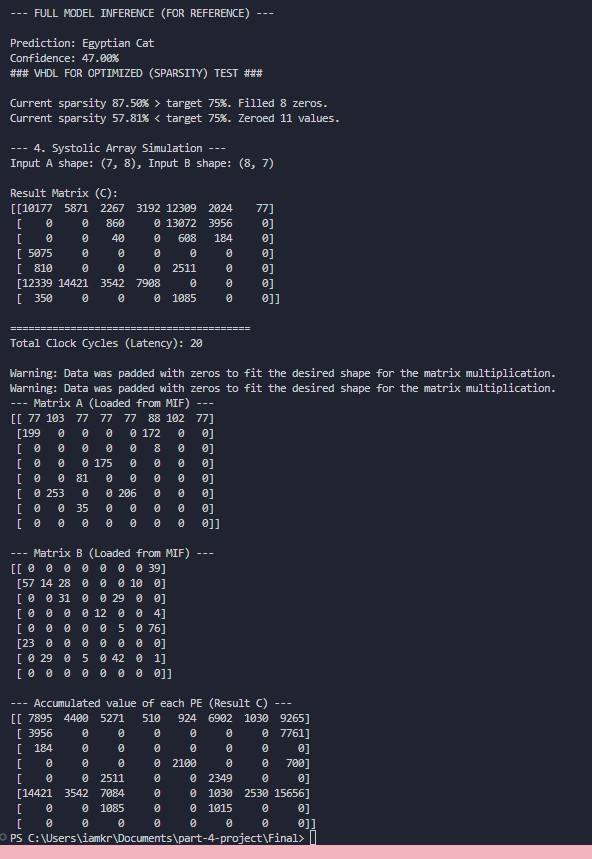 --- FULL MODEL INFERENCE (FOR REFERENCE) ---
Prediction: Egyptian Cat
Confidence: 47.00%
### VHDL FOR OPTIMIZED (SPARSITY) TEST ###
Current sparsity 87.50% > target 75%. Filled 8 zeros.
Current sparsity 57.81% < target 75%. Zeroed 11 values.
--- 4. Systolic Array Simulation ---
Input A shape: (7, 8), Input B shape: (8, 7)
Result Matrix (C):
[[10177 5871 2267 3192 12309 2024 77]
[ 0 0 860 0 13072 3956 0]
[ 0 0 40 0 608 184 0]
[ 5075 0 0 0 0 0 0]
[ 810 0 0 0 2511 0 0]
[12339 14421 3542 7908 0 0 0]
[ 350 0 0 0 1085 0 0]]
========================================
Total Clock Cycles (Latency): 20
Warning: Data was padded with zeros to fit the desired shape for the matrix multiplication.
Warning: Data was padded with zeros to fit the desired shape for the matrix multiplication.
--- Matrix A (Loaded from MIF) ---
[[ 77 103 77 77 77 88 102 77]
[199 0 0 0 0 172 0 0]
[ 0 0 0 0 0 8 0 0]
[ 0 0 0 175 0 0 0 0]
[ 0 0 81 0 0 0 0 0]
[ 0 253 0 0 206 0 0 0]
[ 0 0 35 0 0 0 0 0]
[ 0 0 0 0 0 0 0 0]]
--- Matrix B (Loaded from MIF) ---
[[ 0 0 0 0 0 0 0 39]
[57 14 28 0 0 0 10 0]
[ 0 0 31 0 0 29 0 0]
[ 0 0 0 0 12 0 0 4]
[ 0 0 0 0 0 5 0 76]
[23 0 0 0 0 0 0 0]
[ 0 29 0 5 0 42 0 1]
[ 0 0 0 0 0 0 0 0]]
--- Accumulated value of each PE (Result C) ---
[[ 7895 4400 5271 510 924 6902 1030 9265]
[ 3956 0 0 0 0 0 0 7761]
[ 184 0 0 0 0 0 0 0]
[ 0 0 0 0 2100 0 0 700]
[ 0 0 2511 0 0 2349 0 0]
[14421 3542 7084 0 0 1030 2530 15656]
[ 0 0 1085 0 0 1015 0 0]
[ 0 0 0 0 0 0 0 0]]
PS C:\Users\iamkr\Documents\part-4-project\Final>